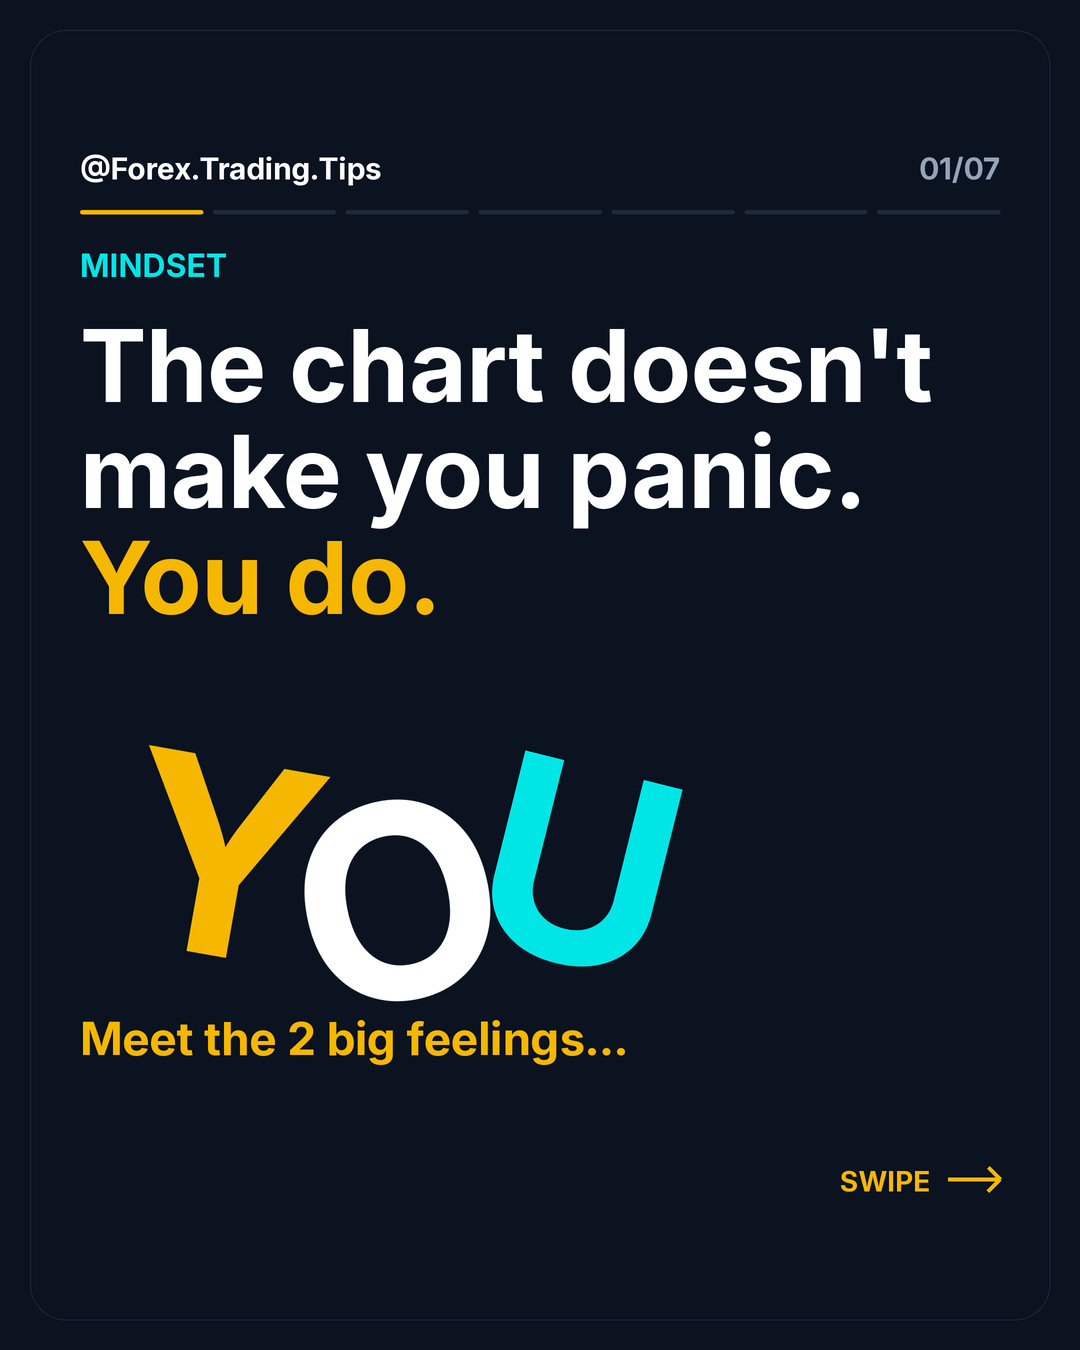 @Forex.Trading.Tips
01/07
MINDSET
The chart doesn't
make you panic.
You do.
YOU
Meet the 2 big feelings...
SWIPE